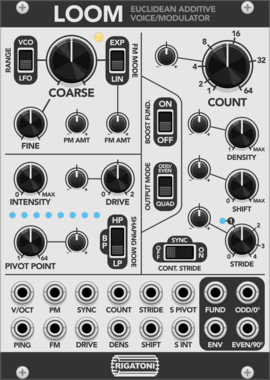 LOOM
EUCLIDEAN ADDITIVE
VOICE/MODULATOR
RANGE
VCO
LFO
COARSE
EXP
LIN
FM MODE
FINE
PM AMT
FM AMT
1
2
4
8
16
32
64
COUNT
BOOST FUND.
ON
OFF
DENSITY
MAX
INTENSITY
0
MAX
DRIVE
0
2
OUTPUT MODE
ODD/
EVEN
QUAD
SHIFT
MAX
PIVOT POINT
1
64
HP
BP
LP
SHAPING MODE
SYNC
OFF
ON
CONT. STRIDE
1
0
4
STRIDE
V/OCT
PM
SYNC
COUNT
STRIDE
S PIVOT
FUND
ODD/0°
PING
FM
DRIVE
DENS
SHIFT
S INT
ENV
EVEN/90°
RIGATONI